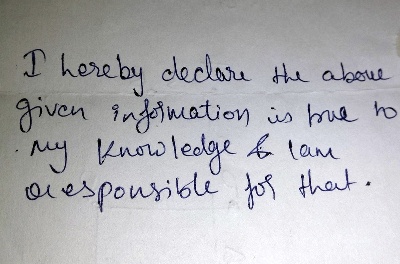 I hereby declare the above
given information is true to
my knowledge & I am
responsible for that.